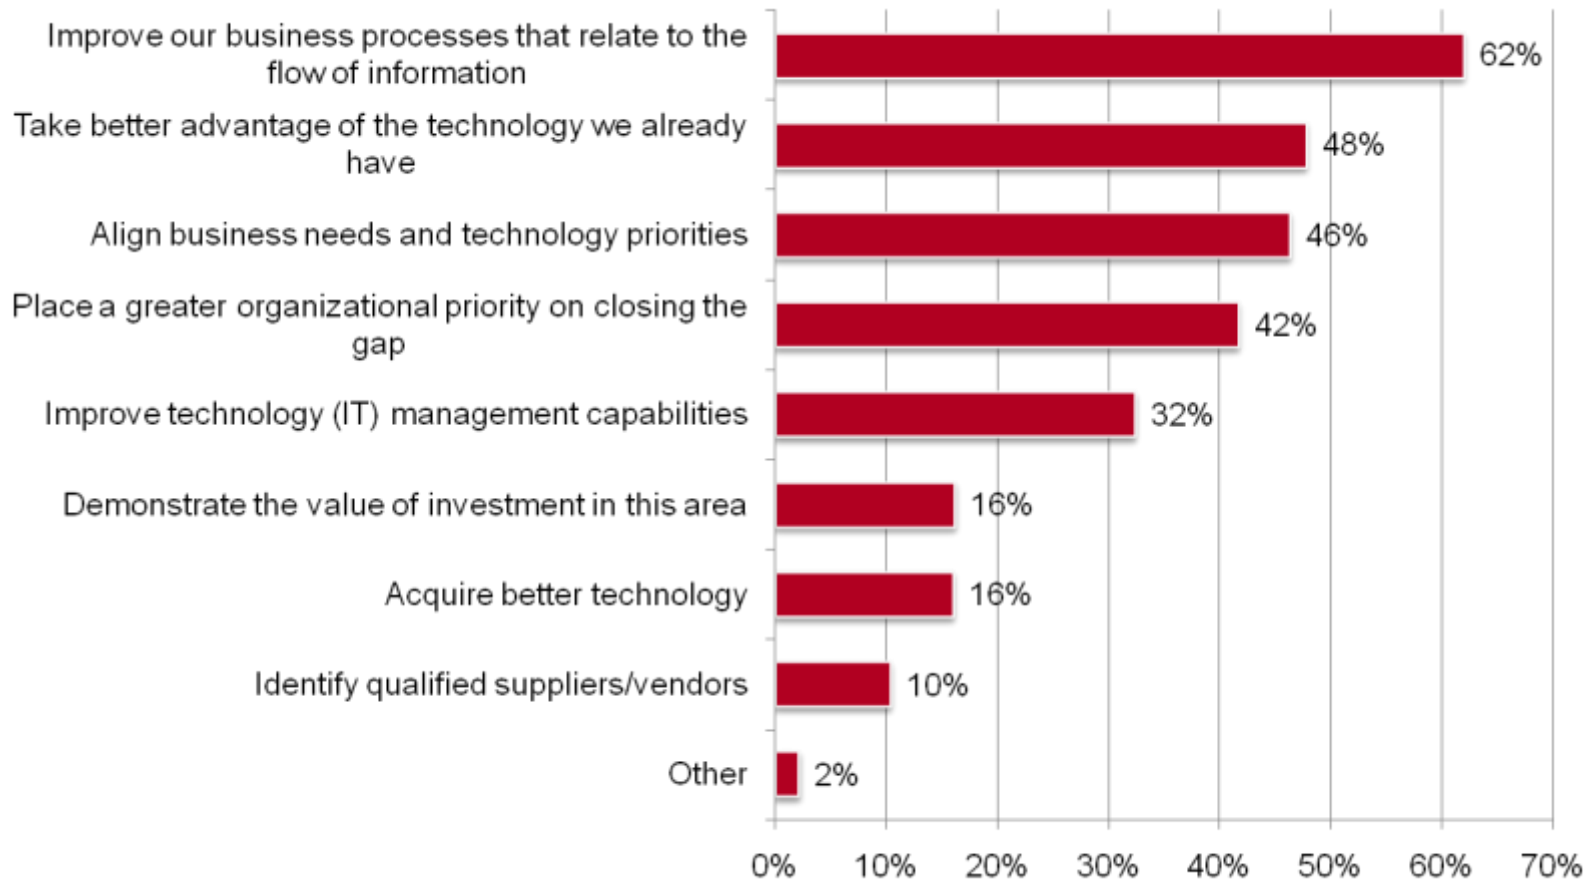 Improve our business processes that relate to the
flow of information
62%
Take better advantage of the technology we already
have
48%
Align business needs and technology priorities
46%
Place a greater organizational priority on closing the
gap
42%
Improve technology (IT) management capabilities
32%
Demonstrate the value of investment in this area
16%
Acquire better technology
16%
Identify qualified suppliers/vendors
10%
Other
2%
0% 10% 20% 30% 40% 50% 60% 70%